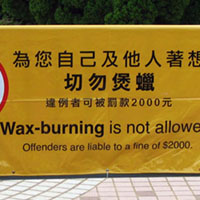 為您自己及他人著想
切勿煲蠟
違例者可被罰款2000元
Wax-burning is not allowe
Offenders are liable to a fine of $2000.